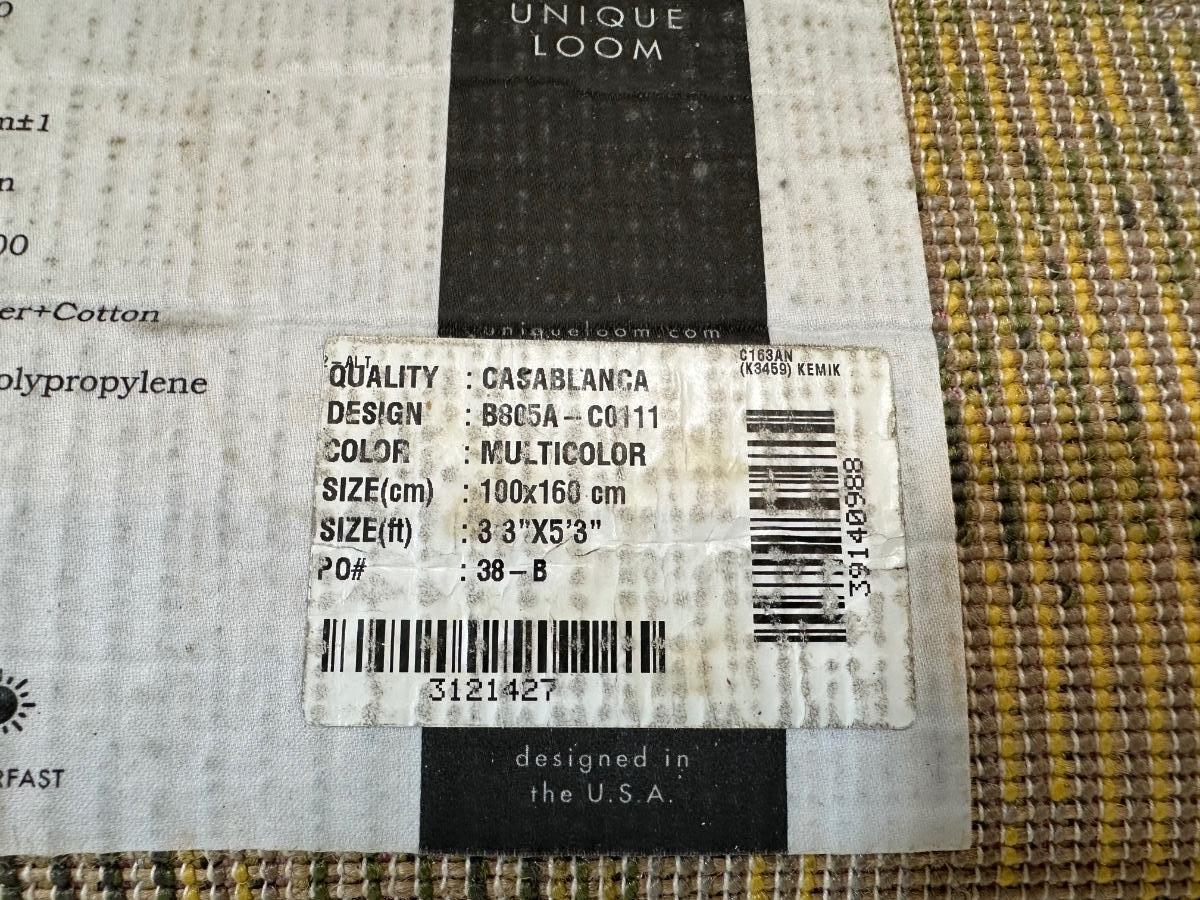 UNIQUE
LOOM
m±1
00
er+Cotton
olypropylene
uniqueloom.com
-ALT
C163AN
(K3459) KEMIK
QUALITY : CASABLANCA
DESIGN : B805A-C0111
COLOR : MULTICOLOR
SIZE(cm) : 100x160 cm
SIZE(ft) : 3 3"X5'3"
PO# : 38-B
39140988
3121427
designed in
the U.S.A.
RFAST